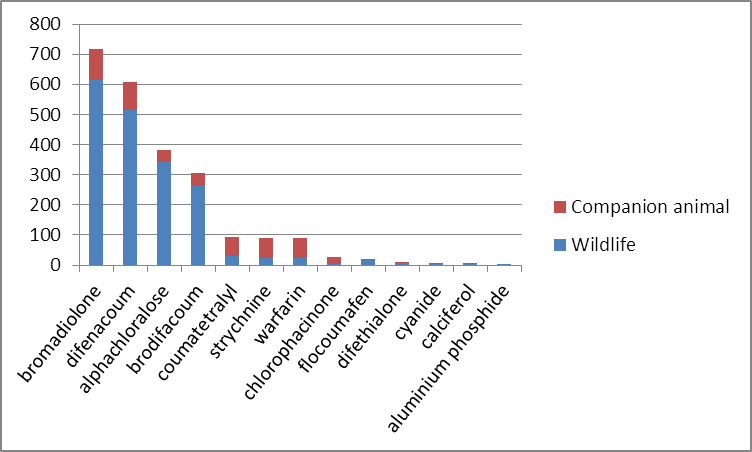 800
700
600
500
400
300
200
100
0
bromadiolone
difenacoum
alphachloralose
brodifacoum
coumatetralyl
strychnine
warfarin
chlorophacinone
flocoumafen
difethialone
cyanide
calciferol
aluminium phosphide
Companion animal
Wildlife